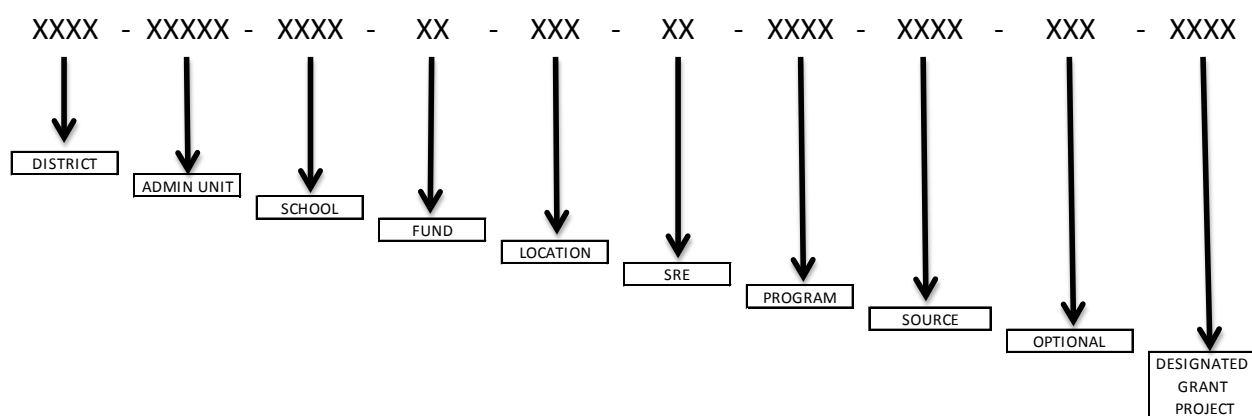 XXXX - XXXXX - XXXX - XX - XXX - XX - XXXX - XXXX - XXX - XXXX
DISTRICT
ADMIN UNIT
SCHOOL
FUND
LOCATION
SRE
PROGRAM
SOURCE
OPTIONAL
DESIGNATED
GRANT
PROJECT